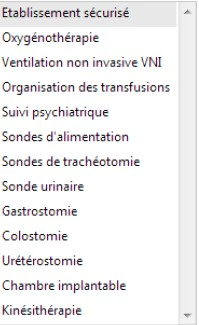 Etablissement sécurisé
Oxygénothérapie
Ventilation non invasive VNI
Organisation des transfusions
Suivi psychiatrique
Sondes d'alimentation
Sondes de trachéotomie
Sonde urinaire
Gastrostomie
Colostomie
Urétérostomie
Chambre implantable
Kinésithérapie